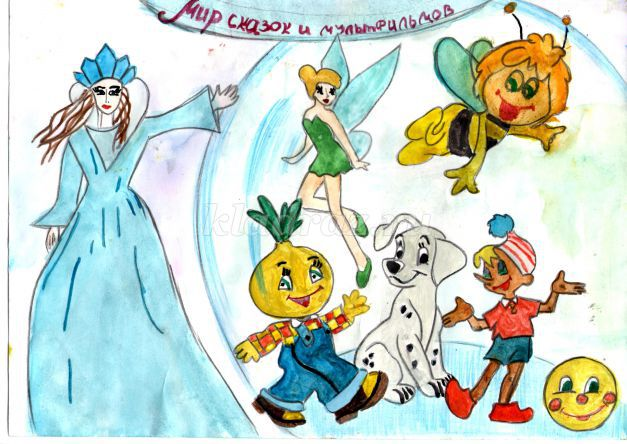 Мир сказок и мультфильмов